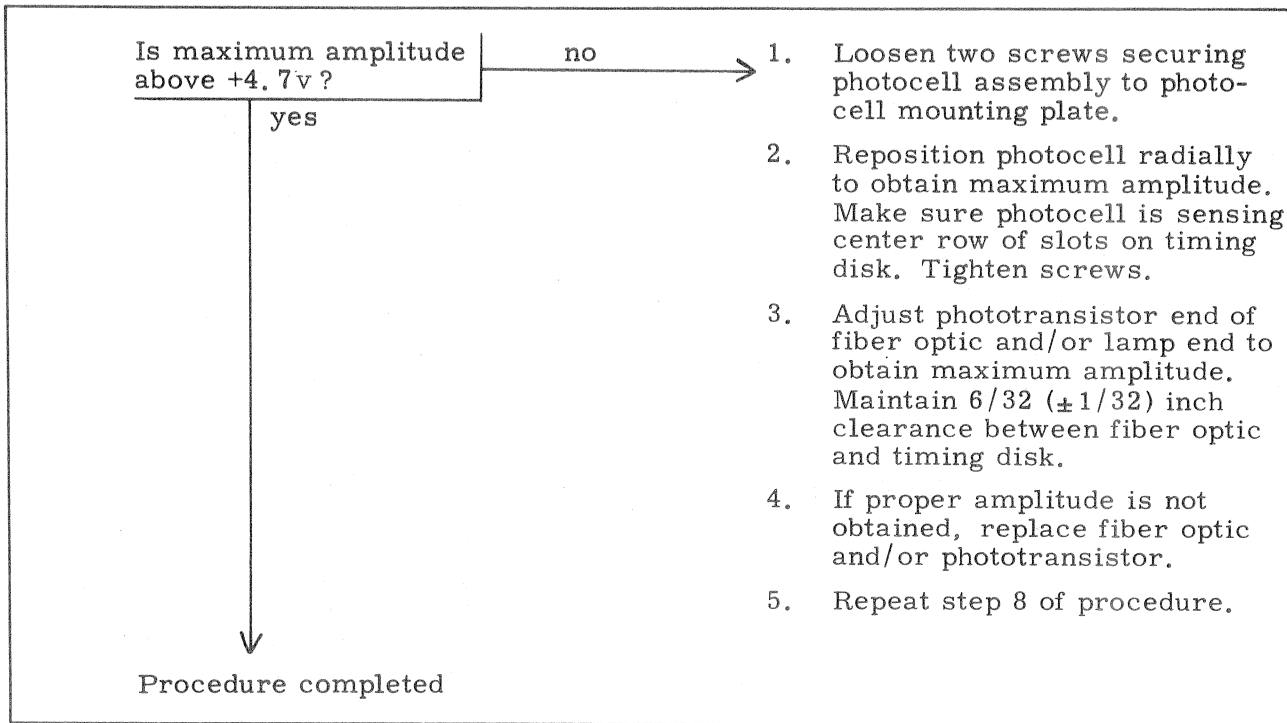 Is maximum amplitude
above +4.7v?
no
yes
1. Loosen two screws securing
photocell assembly to photo-
cell mounting plate.
2. Reposition photocell radially
to obtain maximum amplitude.
Make sure photocell is sensing
center row of slots on timing
disk. Tighten screws.
3. Adjust phototransistor end of
fiber optic and/or lamp end to
obtain maximum amplitude.
Maintain 6/32 (±1/32) inch
clearance between fiber optic
and timing disk.
4. If proper amplitude is not
obtained, replace fiber optic
and/or phototransistor.
5. Repeat step 8 of procedure.
Procedure completed